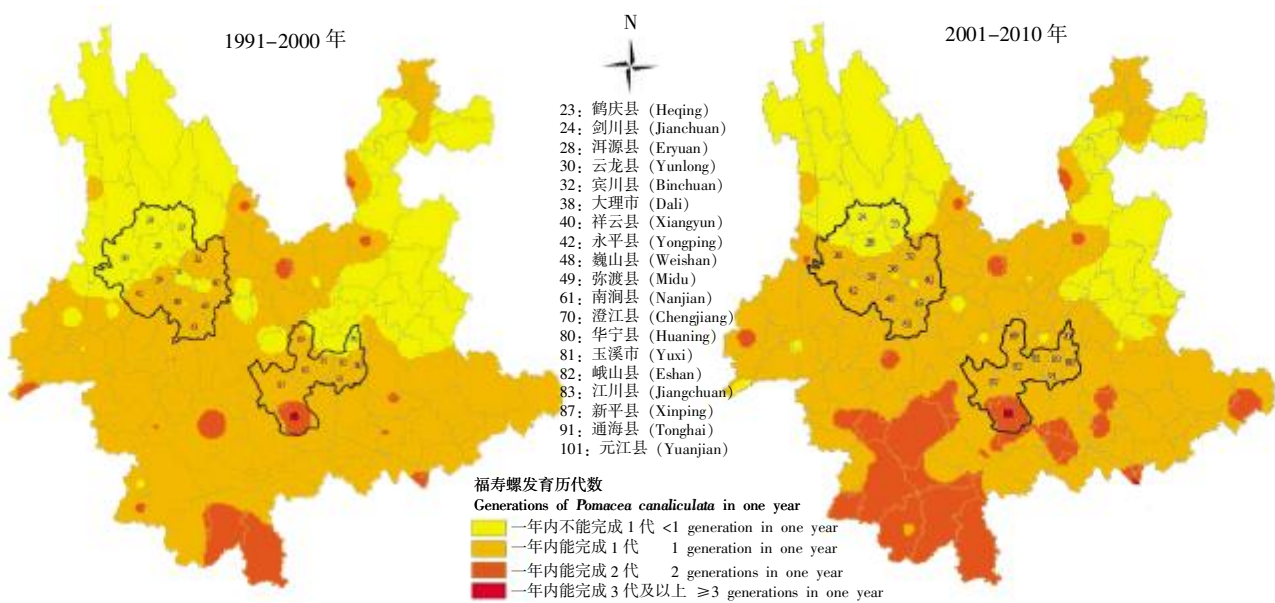 1991-2000 年
N
2001-2010 年
23: 鹤庆县 (Heqing)
24: 剑川县 (Jianchuan)
28: 洱源县 (Eryuan)
30: 云龙县 (Yunlong)
32: 宾川县 (Binchuan)
38: 大理市 (Dali)
40: 祥云县 (Xiangyun)
42: 永平县 (Yongping)
48: 巍山县 (Weishan)
49: 弥渡县 (Midu)
61: 南涧县 (Nanjian)
70: 澄江县 (Chengjiang)
80: 华宁县 (Huaning)
81: 玉溪市 (Yuxi)
82: 峨山县 (Eshan)
83: 江川县 (Jiangchuan)
87: 新平县 (Xinping)
91: 通海县 (Tonghai)
101: 元江县 (Yuanjian)
福寿螺发育历代数
Generations of Pomacea canaliculata in one year
一年内不能完成 1 代 <1 generation in one year
一年内能完成 1 代 1 generation in one year
一年内能完成 2 代 2 generations in one year
一年内能完成 3 代及以上 ≥3 generations in one year